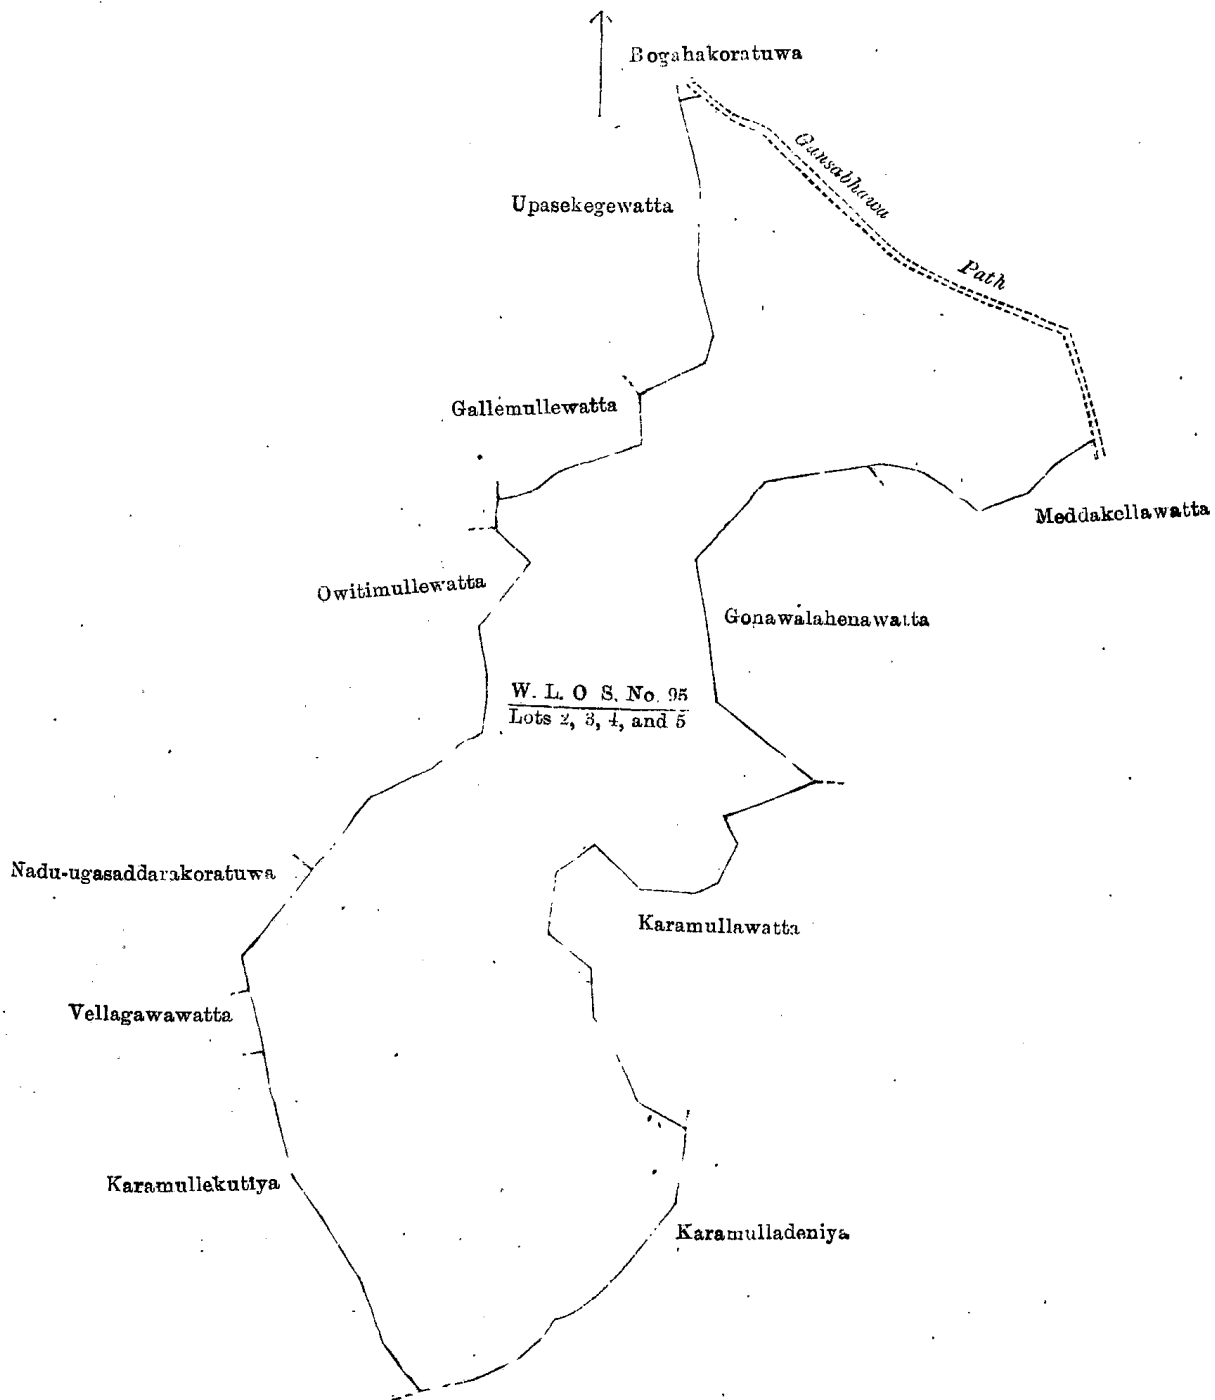 Bogahakoratuwa
Gansabhawa
Path
Upasekegewatta
Gallemullewatta
Meddakellawatta
Owitimullewatta
Gonawalahenawatta
W. L. O S. No. 95
Lots 2, 3, 4, and 5
Nadu-ugasaddarakoratuwa
Karamullawatta
Vellagawawatta
Karamullekutiya
Karamulladeniya